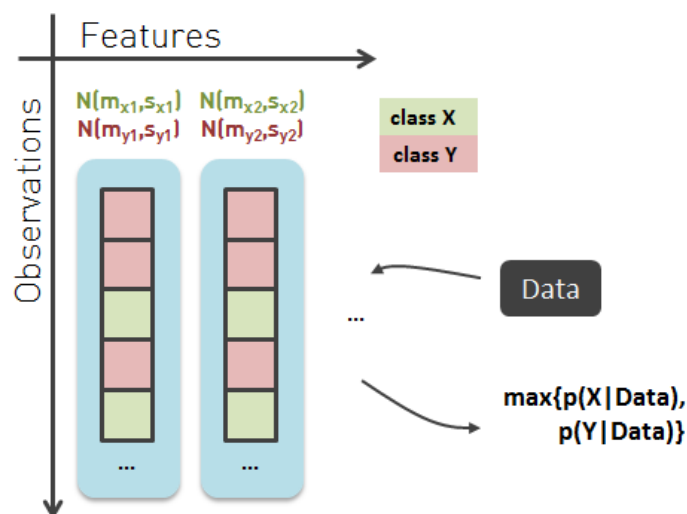 Features
Observations
N(mx1,sx1) N(mx2,sx2)
N(my1,sy1) N(my2,sy2)
class X
class Y
Data
...
max{p(X|Data),
p(Y|Data)}
... ...